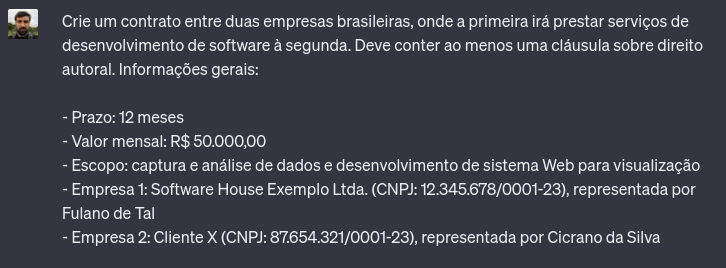 Crie um contrato entre duas empresas brasileiras, onde a primeira irá prestar serviços de
desenvolvimento de software à segunda. Deve conter ao menos uma cláusula sobre direito
autoral. Informações gerais:
- Prazo: 12 meses
- Valor mensal: R$ 50.000,00
- Escopo: captura e análise de dados e desenvolvimento de sistema Web para visualização
- Empresa 1: Software House Exemplo Ltda. (CNPJ: 12.345.678/0001-23), representada por
Fulano de Tal
- Empresa 2: Cliente X (CNPJ: 87.654.321/0001-23), representada por Cicrano da Silva